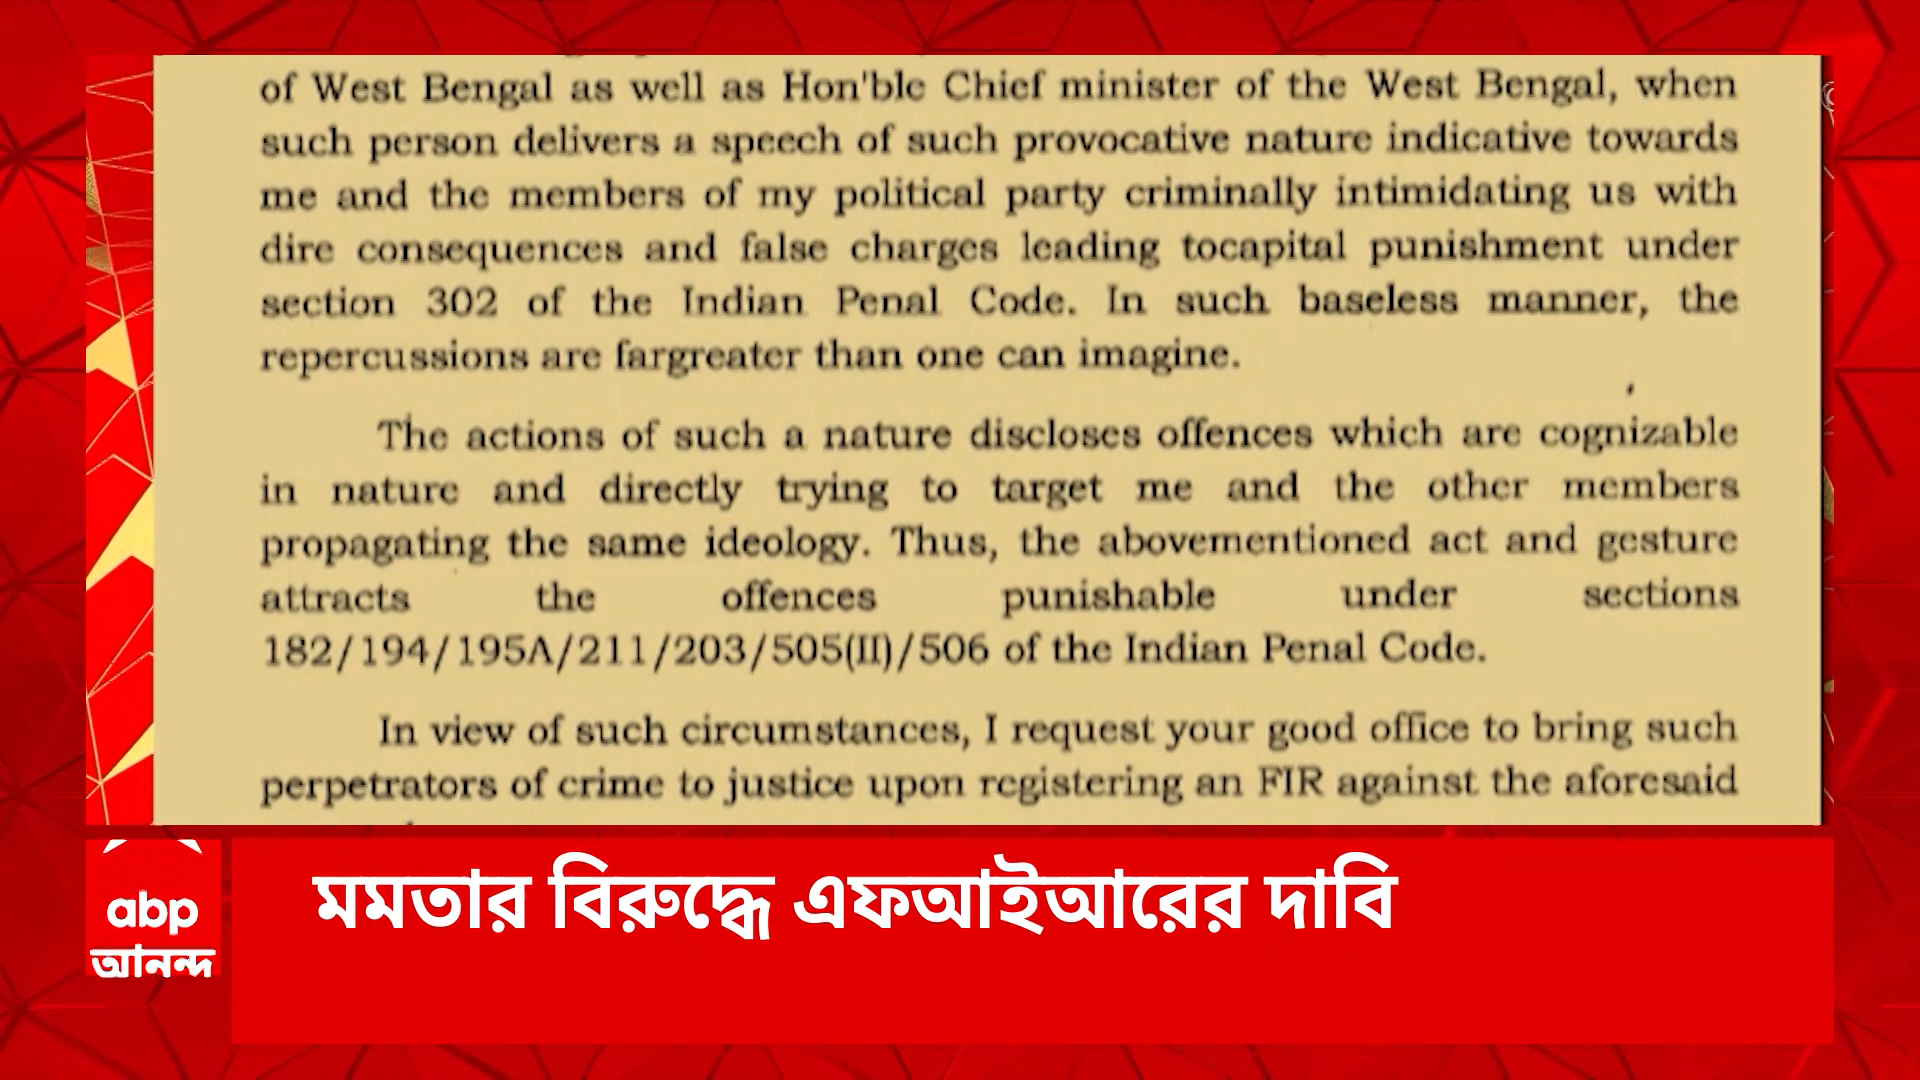 of West Bengal as well as Hon'ble Chief minister of the West Bengal, when
such person delivers a speech of such provocative nature indicative towards
me and the members of my political party criminally intimidating us with
dire consequences and false charges leading tocapital punishment under
section 302 of the Indian Penal Code. In such baseless manner, the
repercussions are fargreater than one can imagine.
The actions of such a nature discloses offences which are cognizable
in nature and directly trying to target me and the other members
propagating the same ideology. Thus, the abovementioned act and gesture
attracts the offences punishable under sections
182/194/195A/211/203/505(II)/506 of the Indian Penal Code.
In view of such circumstances, I request your good office to bring such
perpetrators of crime to justice upon registering an FIR against the aforesaid
মমতার বিরুদ্ধে এফআইআরের দাবি
abp
আনন্দ